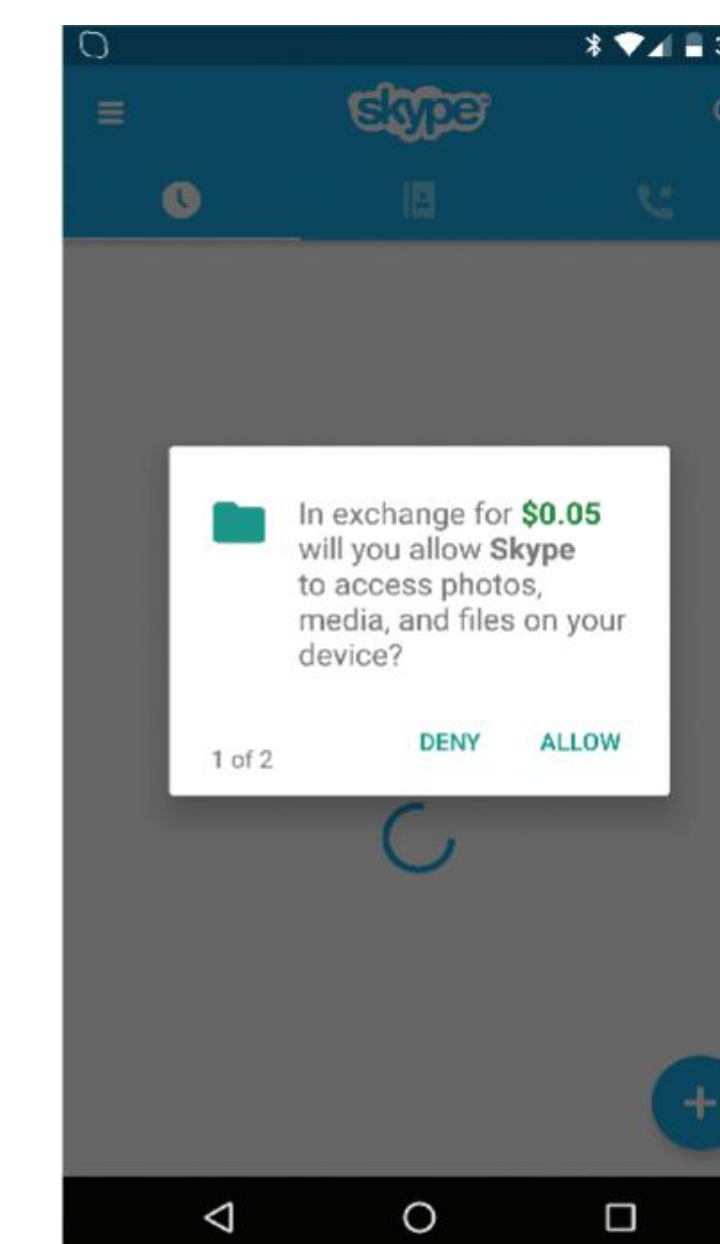 skype
In exchange for $0.05
will you allow Skype
to access photos,
media, and files on your
device?
1 of 2
DENY ALLOW